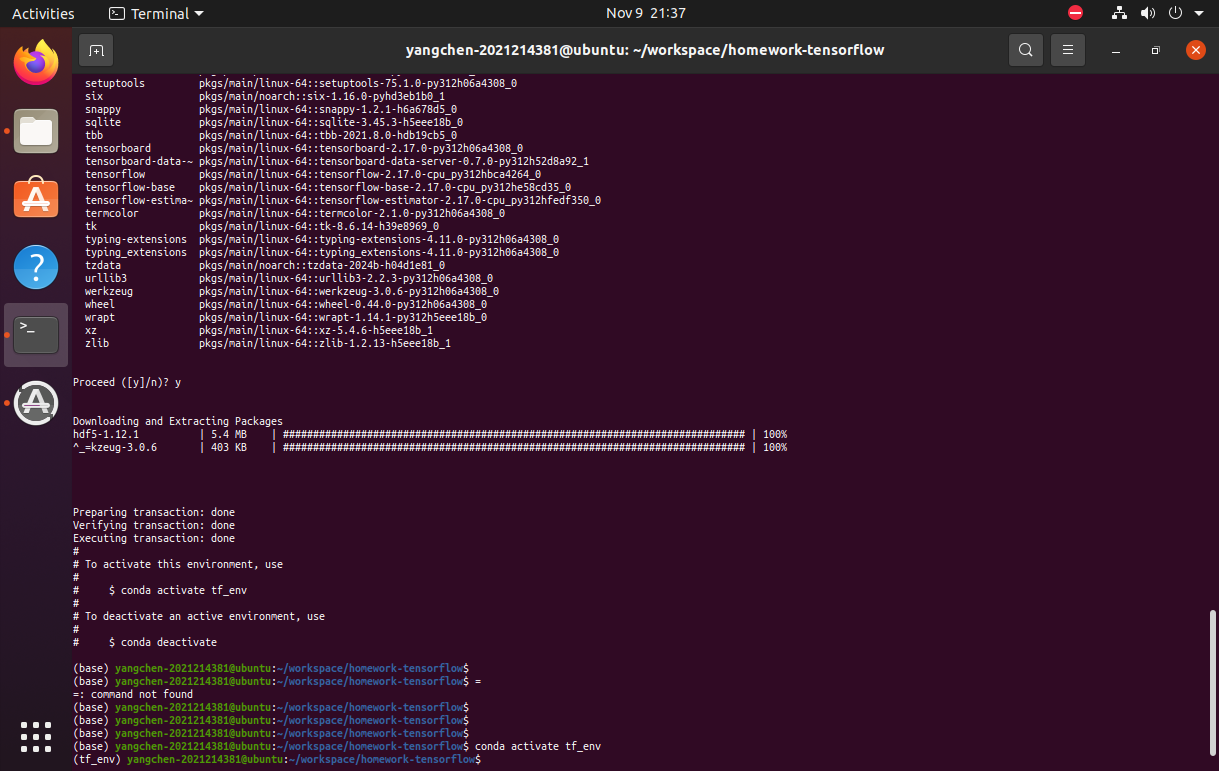 Activities Terminal Nov 9 21:37
yangchen-2021214381@ubuntu: ~/workspace/homework-tensorflow
setuptools pkgs/main/linux-64::setuptools-75.1.0-py312h06a4308_0
six pkgs/main/noarch::six-1.16.0-pyhd3eb1b0_1
snappy pkgs/main/linux-64::snappy-1.2.1-h6a678d5_0
sqlite pkgs/main/linux-64::sqlite-3.45.3-h5eee18b_0
tbb pkgs/main/linux-64::tbb-2021.8.0-hdb19cb5_0
tensorboard pkgs/main/linux-64::tensorboard-2.17.0-py312h06a4308_0
tensorboard-data-~ pkgs/main/linux-64::tensorboard-data-server-0.7.0-py312h52d8a92_1
tensorflow pkgs/main/linux-64::tensorflow-2.17.0-cpu_py312hbca4264_0
tensorflow-base pkgs/main/linux-64::tensorflow-base-2.17.0-cpu_py312he58cd35_0
tensorflow-estima~ pkgs/main/linux-64::tensorflow-estimator-2.17.0-cpu_py312hfedf350_0
termcolor pkgs/main/linux-64::termcolor-2.1.0-py312h06a4308_0
tk pkgs/main/linux-64::tk-8.6.14-h39e8969_0
typing-extensions pkgs/main/linux-64::typing-extensions-4.11.0-py312h06a4308_0
typing_extensions pkgs/main/linux-64::typing_extensions-4.11.0-py312h06a4308_0
tzdata pkgs/main/noarch::tzdata-2024b-h04d1e81_0
urllib3 pkgs/main/linux-64::urllib3-2.2.3-py312h06a4308_0
werkzeug pkgs/main/linux-64::werkzeug-3.0.6-py312h06a4308_0
wheel pkgs/main/linux-64::wheel-0.44.0-py312h06a4308_0
wrapt pkgs/main/linux-64::wrapt-1.14.1-py312h5eee18b_0
xz pkgs/main/linux-64::xz-5.4.6-h5eee18b_1
zlib pkgs/main/linux-64::zlib-1.2.13-h5eee18b_1
Proceed ([y]/n)? y
Downloading and Extracting Packages
hdf5-1.12.1 | 5.4 MB | ############################################################################# | 100%
^_=kzeug-3.0.6 | 403 KB | ############################################################################# | 100%
Preparing transaction: done
Verifying transaction: done
Executing transaction: done
#
# To activate this environment, use
#
# $ conda activate tf_env
#
# To deactivate an active environment, use
#
# $ conda deactivate
(base) yangchen-2021214381@ubuntu:~/workspace/homework-tensorflow$
(base) yangchen-2021214381@ubuntu:~/workspace/homework-tensorflow$ =
=: command not found
(base) yangchen-2021214381@ubuntu:~/workspace/homework-tensorflow$
(base) yangchen-2021214381@ubuntu:~/workspace/homework-tensorflow$
(base) yangchen-2021214381@ubuntu:~/workspace/homework-tensorflow$
(base) yangchen-2021214381@ubuntu:~/workspace/homework-tensorflow$ conda activate tf_env
(tf_env) yangchen-2021214381@ubuntu:~/workspace/homework-tensorflow$